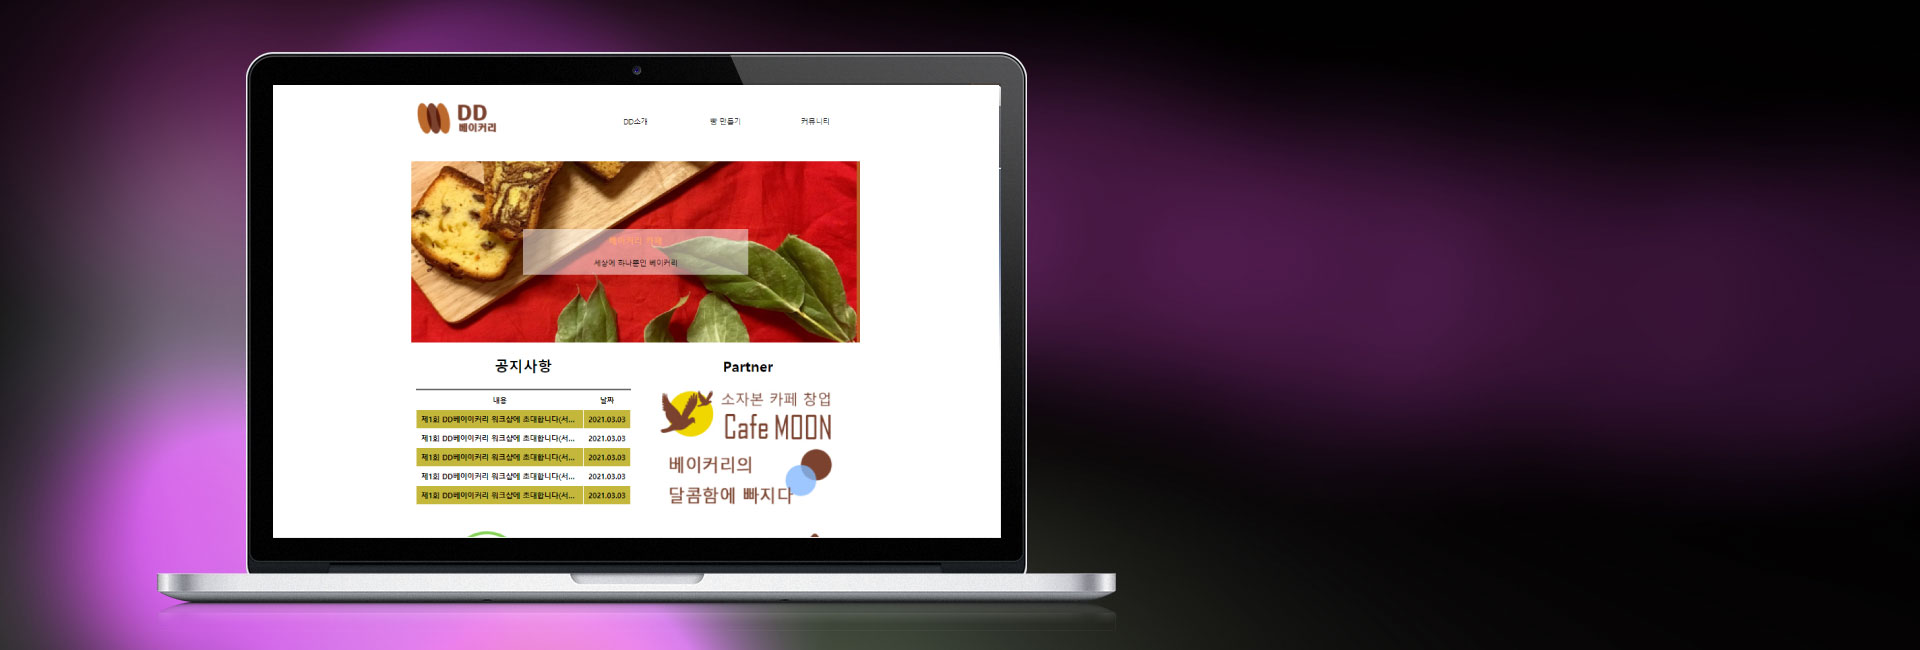 DD
베이커리
DD소개
빵 만들기
커뮤니티
베이커리 카페
세상에 하나뿐인 베이커리
공지사항
내용 날짜
제1회 DD베이이커리 워크샵에 초대합니다(서... 2021.03.03
제1회 DD베이이커리 워크샵에 초대합니다(서... 2021.03.03
제1회 DD베이이커리 워크샵에 초대합니다(서... 2021.03.03
제1회 DD베이이커리 워크샵에 초대합니다(서... 2021.03.03
제1회 DD베이이커리 워크샵에 초대합니다(서... 2021.03.03
Partner
소자본 카페 창업
Cafe MOON
베이커리의
달콤함에 빠지다